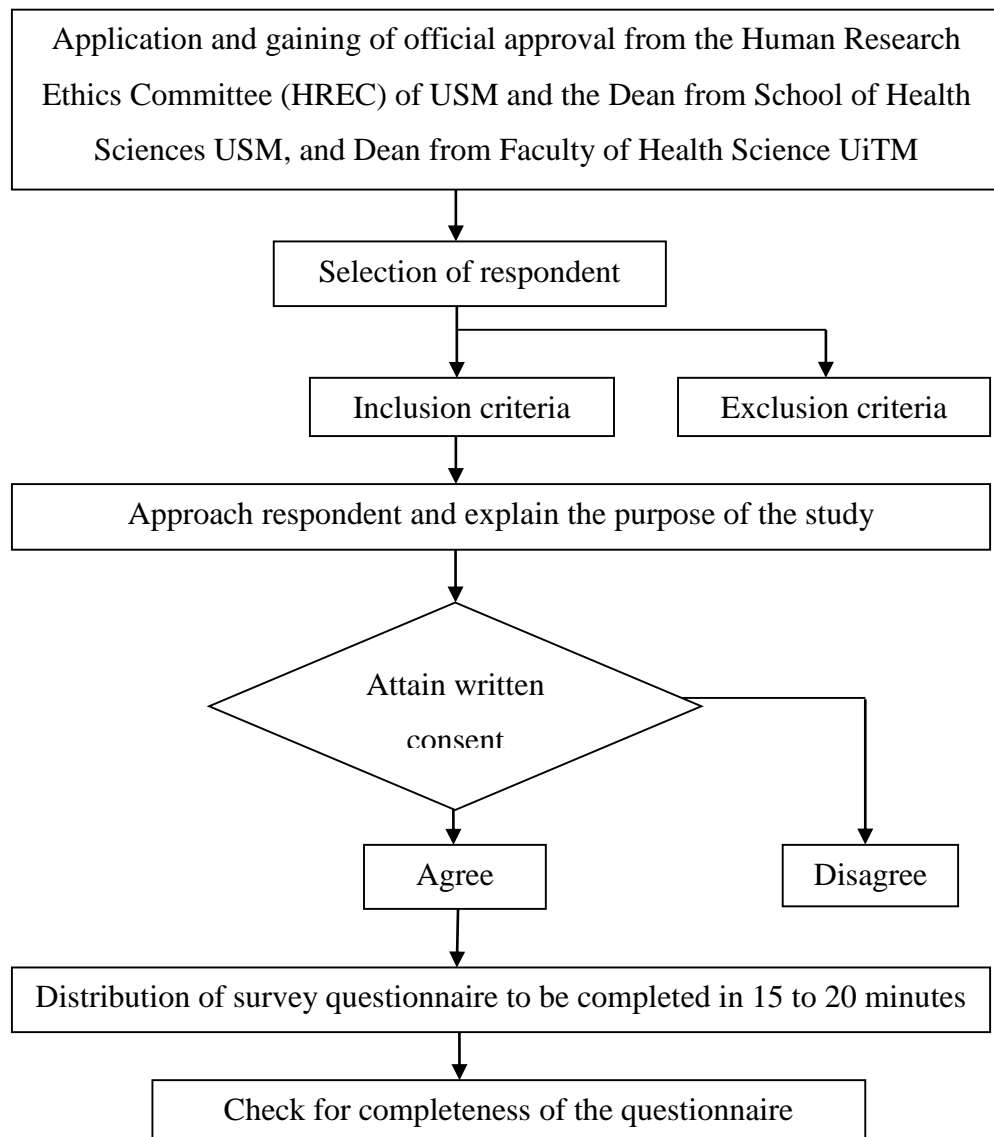 Application and gaining of official approval from the Human Research
Ethics Committee (HREC) of USM and the Dean from School of Health
Sciences USM, and Dean from Faculty of Health Science UiTM
Selection of respondent
Inclusion criteria
Exclusion criteria
Approach respondent and explain the purpose of the study
Attain written
consent
Agree
Disagree
Distribution of survey questionnaire to be completed in 15 to 20 minutes
Check for completeness of the questionnaire